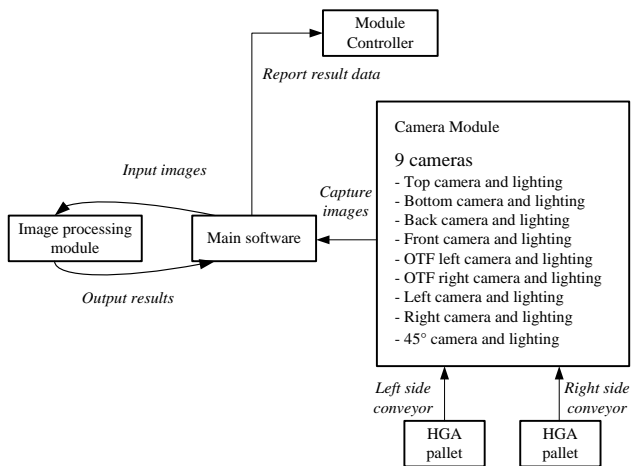 Module
Controller
Report result data
Camera Module
9 cameras
- Top camera and lighting
- Bottom camera and lighting
- Back camera and lighting
- Front camera and lighting
- OTF left camera and lighting
- OTF right camera and lighting
- Left camera and lighting
- Right camera and lighting
- 45° camera and lighting
Input images
Capture
images
Image processing
module
Main software
Output results
Left side
conveyor
Right side
conveyor
HGA
pallet
HGA
pallet